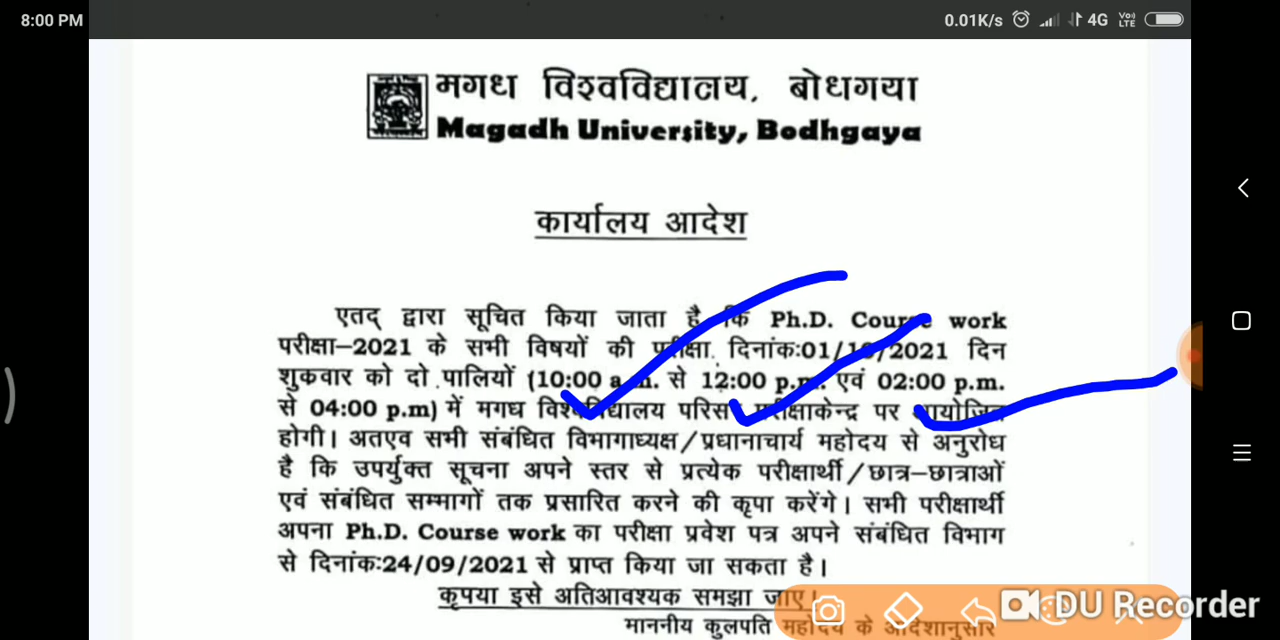 8:00 PM 0.01K/s 4G VoD LTE
मगध विश्वविद्यालय, बोधगया
Magadh University, Bodhgaya
कार्यालय आदेश
एतद् द्वारा सूचित किया जाता है कि Ph.D. Course work
परीक्षा–2021 के सभी विषयों की परीक्षा दिनांक:01/10/2021 दिन
शुक्रवार को दो पालियों (10:00 a.m. से 12:00 p.m. एवं 02:00 p.m.
से 04:00 p.m) में मगध विश्वविद्यालय परिसर परीक्षाकेन्द्र पर आयोजित
होगी। अतएव सभी संबंधित विभागाध्यक्ष/प्रधानाचार्य महोदय से अनुरोध
है कि उपर्युक्त सूचना अपने स्तर से प्रत्येक परीक्षार्थी/छात्र–छात्राओं
एवं संबंधित सम्भागों तक प्रसारित करने की कृपा करेंगे। सभी परीक्षार्थी
अपना Ph.D. Course work का परीक्षा प्रवेश पत्र अपने संबंधित विभाग
से दिनांक:24/09/2021 से प्राप्त किया जा सकता है।
कृपया इसे अतिआवश्यक समझा जाए।
माननीय कुलपति महोदय के आदेशानुसार
DU Recorder